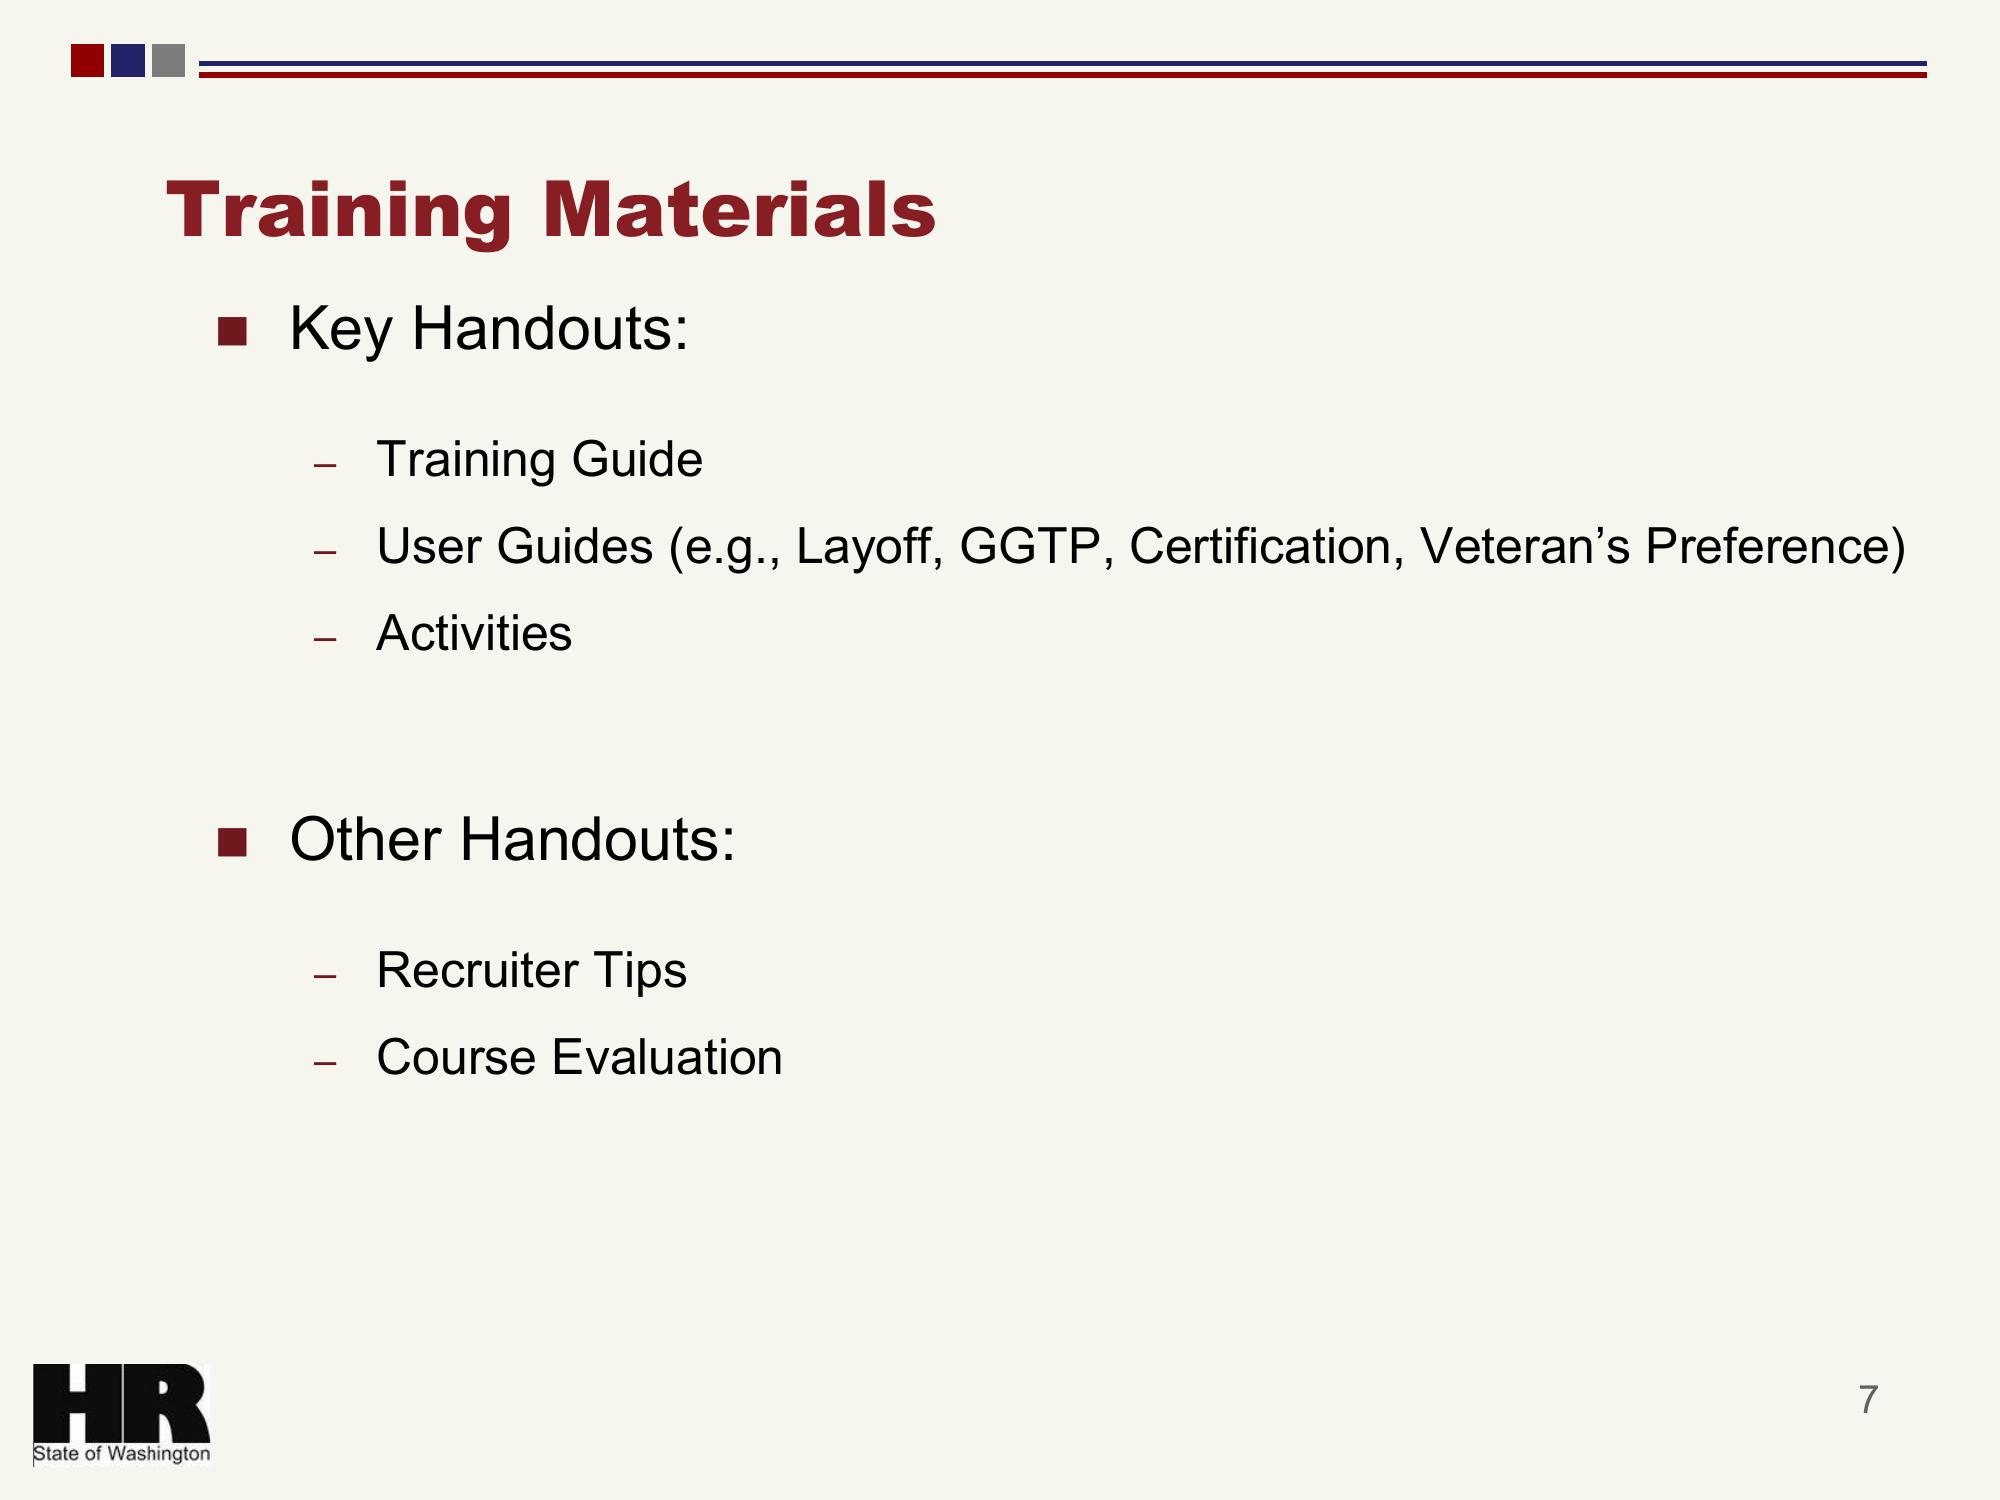 Training Materials
■ Key Handouts:
– Training Guide
– User Guides (e.g., Layoff, GGTP, Certification, Veteran’s Preference)
– Activities
■ Other Handouts:
– Recruiter Tips
– Course Evaluation
HR
State of Washington
7